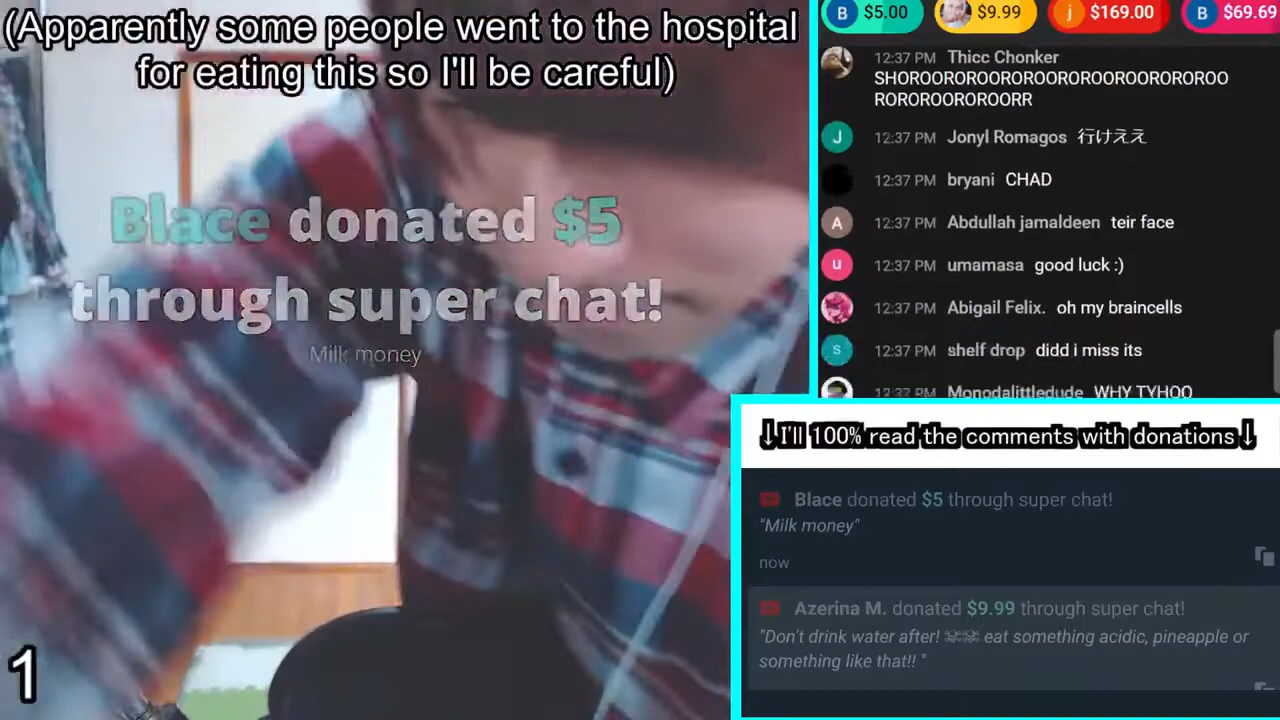 (Apparently some people went to the hospital
for eating this so I'll be careful)
Blace donated $5
through super chat!
Milk money
1
B $5.00 $9.99 j $169.00 B $69.69
12:37 PM Thicc Chonker
SHOROOROROOROROOROROOROOROROROO
ROROROOROROORR
J 12:37 PM Jonyl Romagos 行けええ
12:37 PM bryani CHAD
A 12:37 PM Abdullah jamaldeen teir face
u 12:37 PM umamasa good luck :)
12:37 PM Abigail Felix. oh my braincells
S 12:37 PM shelf drop didd i miss its
12:37 PM Monodalittledude WHY TYHOO
↓I'll 100% read the comments with donations↓
Blace donated $5 through super chat!
"Milk money"
now
Azerina M. donated $9.99 through super chat!
"Don't drink water after! ☠☠ eat something acidic, pineapple or
something like that!! "